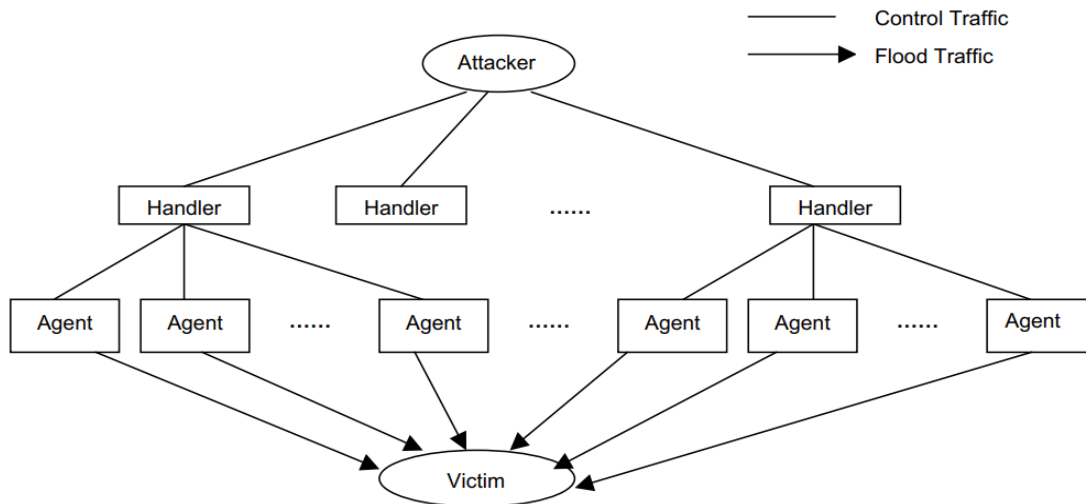 Control Traffic
Flood Traffic
Attacker
Handler Handler ...... Handler
Agent Agent ...... Agent ...... Agent Agent ...... Agent
Victim